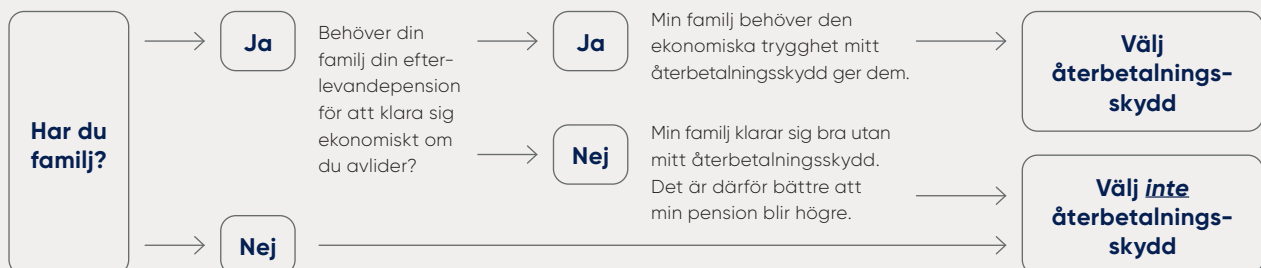 Har du
familj?
Ja
Behöver din
familj din efter-
levandepension
för att klara sig
ekonomiskt om
du avlider?
Ja
Min familj behöver den
ekonomiska trygghet mitt
återbetalningsskydd ger dem.
Välj
återbetalnings-
skydd
Nej
Min familj klarar sig bra utan
mitt återbetalningsskydd.
Det är därför bättre att
min pension blir högre.
Nej
Välj inte
återbetalnings-
skydd